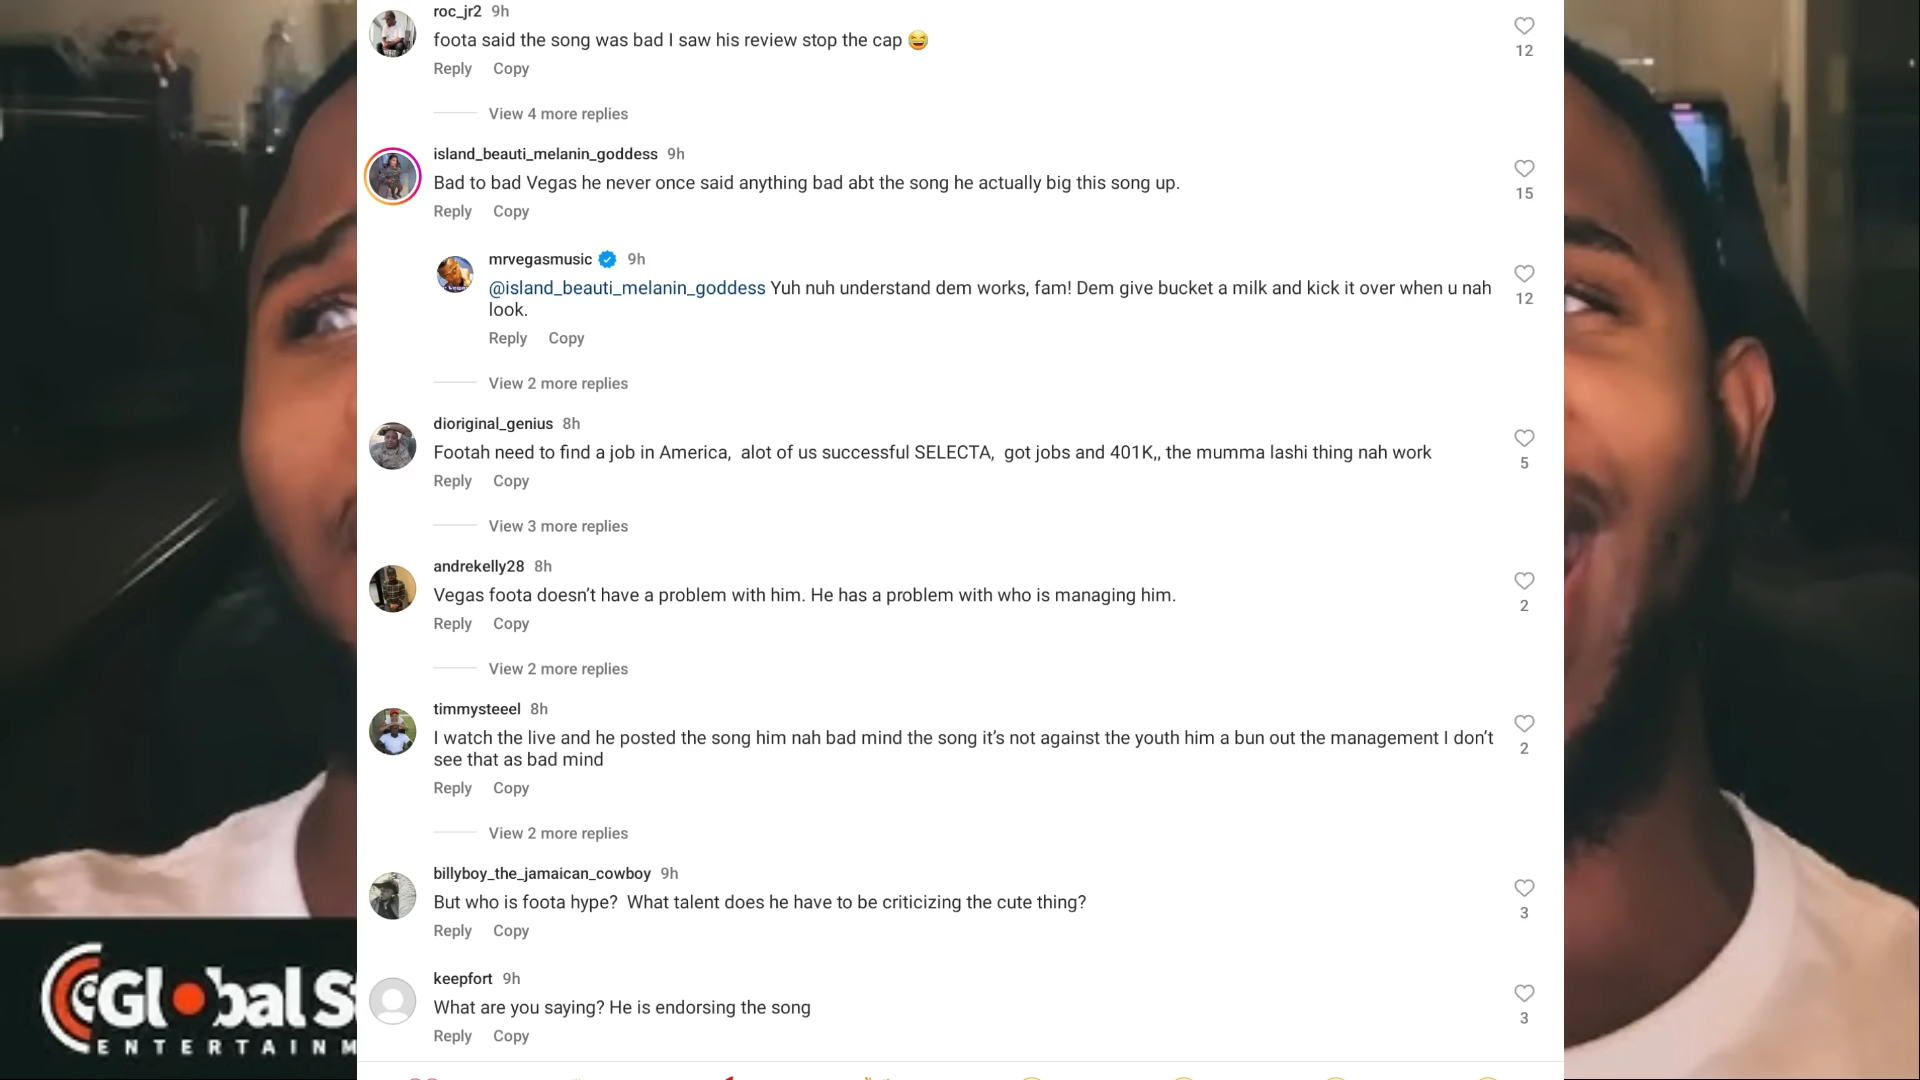 roc_jr2 9h
foota said the song was bad I saw his review stop the cap 😆
12
Reply Copy
View 4 more replies
island_beauti_melanin_goddess 9h
Bad to bad Vegas he never once said anything bad abt the song he actually big this song up.
15
Reply Copy
mrvegasmusic 9h
@island_beauti_melanin_goddess Yuh nuh understand dem works, fam! Dem give bucket a milk and kick it over when u nah
look.
12
Reply Copy
View 2 more replies
dioriginal_genius 8h
Footah need to find a job in America, alot of us successful SELECTA, got jobs and 401K,, the mumma lashi thing nah work
5
Reply Copy
View 3 more replies
andrekelly28 8h
Vegas foota doesn’t have a problem with him. He has a problem with who is managing him.
2
Reply Copy
View 2 more replies
timmysteeel 8h
I watch the live and he posted the song him nah bad mind the song it’s not against the youth him a bun out the management I don’t
see that as bad mind
2
Reply Copy
View 2 more replies
billyboy_the_jamaican_cowboy 9h
But who is foota hype? What talent does he have to be criticizing the cute thing?
3
Reply Copy
keepfort 9h
What are you saying? He is endorsing the song
3
Reply Copy
Global S
ENTERTAINM